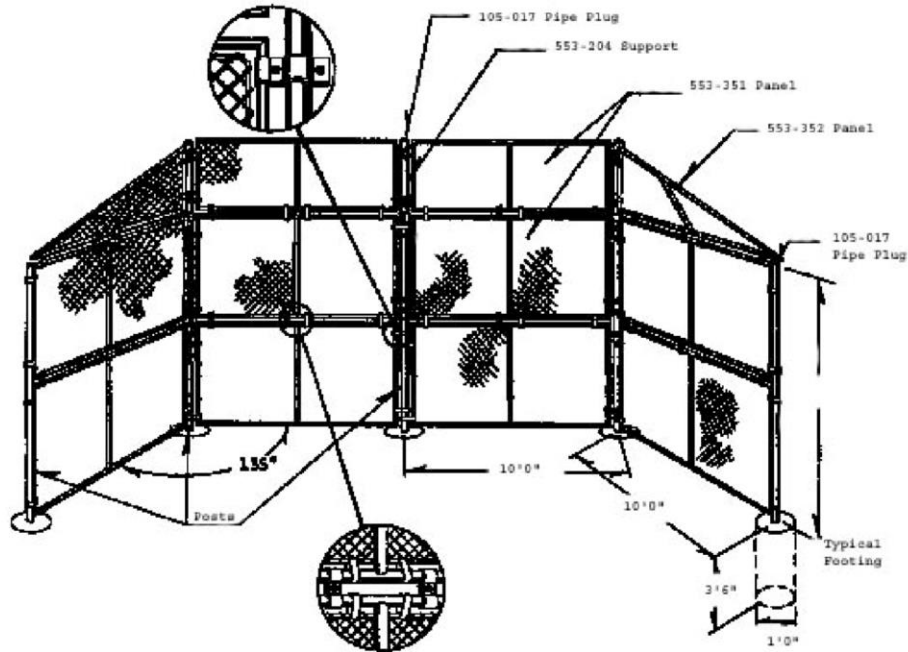 105-017 Pipe Plug
553-204 Support
553-351 Panel
553-352 Panel
105-017
Pipe Plug
135°
10'0"
10'0"
Posts
Typical
Footing
3'6"
1'0"